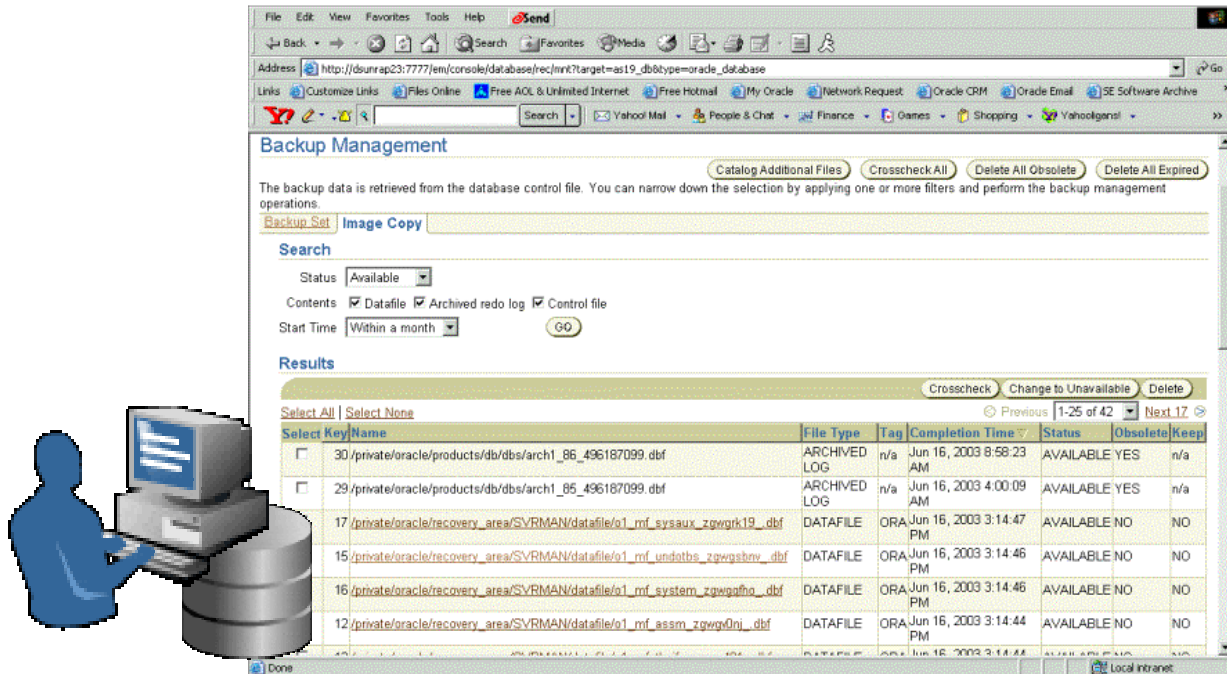 File Edit View Favorites Tools Help Send
Back Search Favorites Media
Address http://dsunrap23:7777/em/console/database/rec/mnt?target=as19_db&type=oracle_database Go
Links Customize Links Files Online Free AOL & Unlimited Internet Free Hotmail My Oracle Network Request Oracle CRM Oracle Email SE Software Archive »
Y! Search Yahoo! Mail People & Chat Finance Games Shopping Yahooligans! »
Backup Management
Catalog Additional Files Crosscheck All Delete All Obsolete Delete All Expired
The backup data is retrieved from the database control file. You can narrow down the selection by applying one or more filters and perform the backup management
operations.
Backup Set Image Copy
Search
Status Available
Contents Datafile Archived redo log Control file
Start Time Within a month GO
Results
Crosscheck Change to Unavailable Delete
Select All | Select None Previous 1-25 of 42 Next 17
Select Key Name File Type Tag Completion Time Status Obsolete Keep
30 /private/oracle/products/db/dbs/arch1_86_496187099.dbf ARCHIVED LOG n/a Jun 16, 2003 8:58:23 AM AVAILABLE YES n/a
29 /private/oracle/products/db/dbs/arch1_85_496187099.dbf ARCHIVED LOG n/a Jun 16, 2003 4:00:09 AM AVAILABLE YES n/a
17 /private/oracle/recovery_area/SVRMAN/datafile/o1_mf_sysaux_zgwgrk19_.dbf DATAFILE ORA Jun 16, 2003 3:14:47 PM AVAILABLE NO NO
15 /private/oracle/recovery_area/SVRMAN/datafile/o1_mf_undotbs_zgwgsbnv_.dbf DATAFILE ORA Jun 16, 2003 3:14:46 PM AVAILABLE NO NO
16 /private/oracle/recovery_area/SVRMAN/datafile/o1_mf_system_zgwgqfho_.dbf DATAFILE ORA Jun 16, 2003 3:14:46 PM AVAILABLE NO NO
12 /private/oracle/recovery_area/SVRMAN/datafile/o1_mf_assm_zgwgv0nj_.dbf DATAFILE ORA Jun 16, 2003 3:14:44 PM AVAILABLE NO NO
Done Local intranet